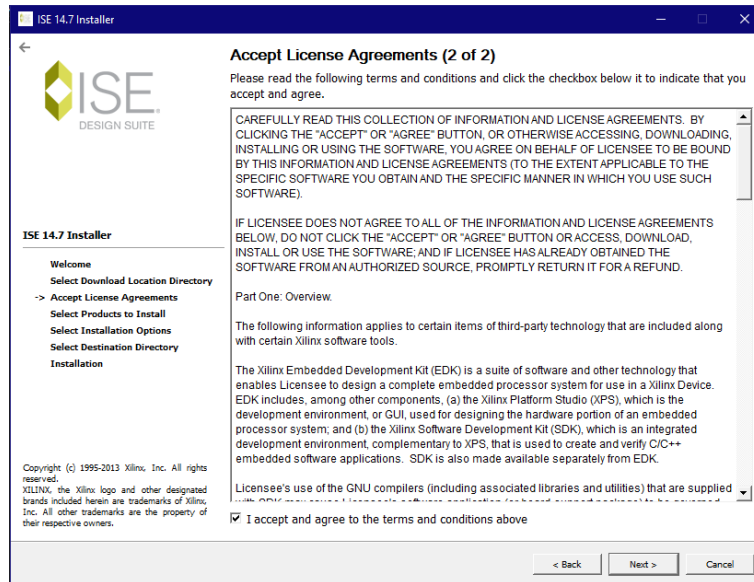 ISE 14.7 Installer
ISE
DESIGN SUITE
ISE 14.7 Installer
Welcome
Select Download Location Directory
-> Accept License Agreements
Select Products to Install
Select Installation Options
Select Destination Directory
Installation
Copyright (c) 1995-2013 Xilinx, Inc. All rights
reserved.
XILINX, the Xilinx logo and other designated
brands included herein are trademarks of Xilinx,
Inc. All other trademarks are the property of
their respective owners.
Accept License Agreements (2 of 2)
Please read the following terms and conditions and click the checkbox below it to indicate that you
accept and agree.
CAREFULLY READ THIS COLLECTION OF INFORMATION AND LICENSE AGREEMENTS. BY
CLICKING THE "ACCEPT" OR "AGREE" BUTTON, OR OTHERWISE ACCESSING, DOWNLOADING,
INSTALLING OR USING THE SOFTWARE, YOU AGREE ON BEHALF OF LICENSEE TO BE BOUND
BY THIS INFORMATION AND LICENSE AGREEMENTS (TO THE EXTENT APPLICABLE TO THE
SPECIFIC SOFTWARE YOU OBTAIN AND THE SPECIFIC MANNER IN WHICH YOU USE SUCH
SOFTWARE).
IF LICENSEE DOES NOT AGREE TO ALL OF THE INFORMATION AND LICENSE AGREEMENTS
BELOW, DO NOT CLICK THE "ACCEPT" OR "AGREE" BUTTON OR ACCESS, DOWNLOAD,
INSTALL OR USE THE SOFTWARE; AND IF LICENSEE HAS ALREADY OBTAINED THE
SOFTWARE FROM AN AUTHORIZED SOURCE, PROMPTLY RETURN IT FOR A REFUND.
Part One: Overview.
The following information applies to certain items of third-party technology that are included along
with certain Xilinx software tools.
The Xilinx Embedded Development Kit (EDK) is a suite of software and other technology that
enables Licensee to design a complete embedded processor system for use in a Xilinx Device.
EDK includes, among other components, (a) the Xilinx Platform Studio (XPS), which is the
development environment, or GUI, used for designing the hardware portion of an embedded
processor system; and (b) the Xilinx Software Development Kit (SDK), which is an integrated
development environment, complementary to XPS, that is used to create and verify C/C++
embedded software applications. SDK is also made available separately from EDK.
Licensee's use of the GNU compilers (including associated libraries and utilities) that are supplied
with SDK may cause Licensee's software application (or board-support package) to be governed
I accept and agree to the terms and conditions above
< Back
Next >
Cancel